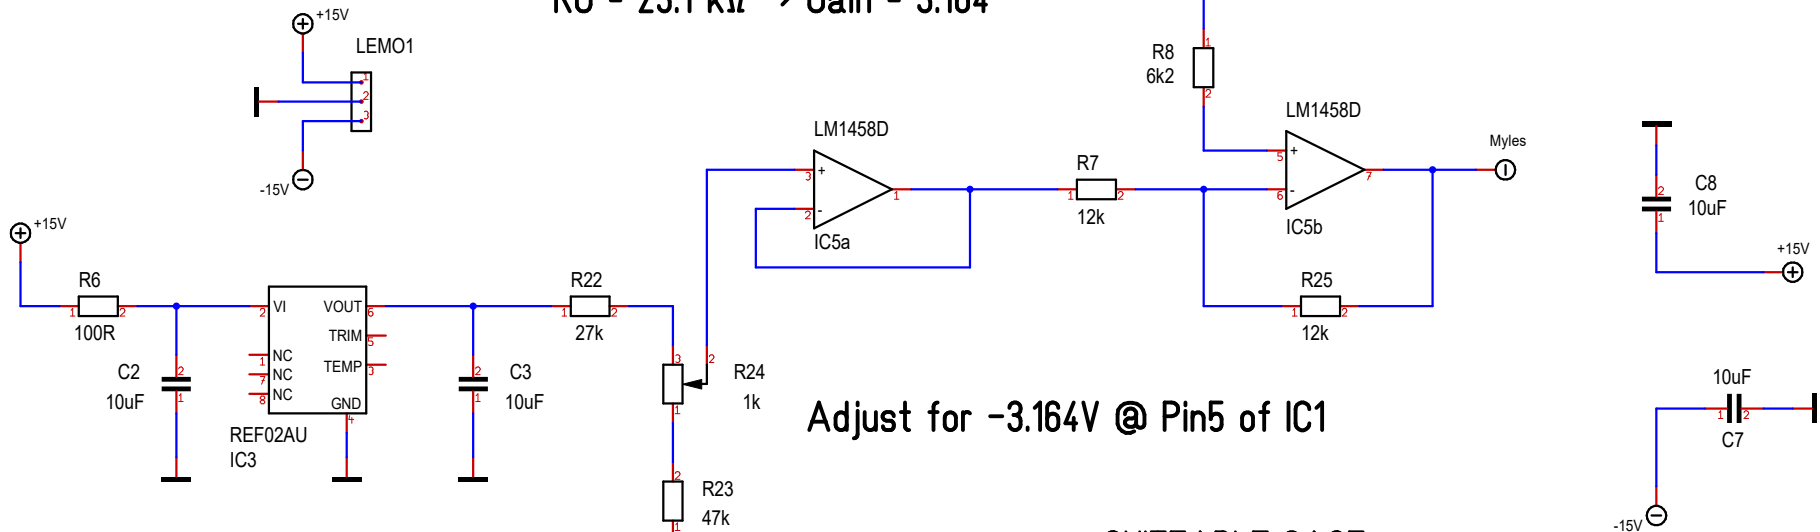 +15V
LEMO1
1
2
3
-15V
R8
6k2
1
2
LM1458D
5
+
6
-
7
IC5b
Myles
LM1458D
3
+
2
-
1
IC5a
R7
1
2
12k
R25
1
2
12k
C8
10uF
2
1
+15V
+15V
R6
1
2
100R
C2
10uF
2
1
VI
VOUT
TRIM
NC
TEMP
NC
NC
GND
2
6
5
1
7
3
8
4
REF02AU
IC3
C3
10uF
2
1
R22
1
2
27k
3
2
1
R24
1k
2
R23
47k
1
Adjust for -3.164V @ Pin5 of IC1
10uF
1
2
C7
-15V